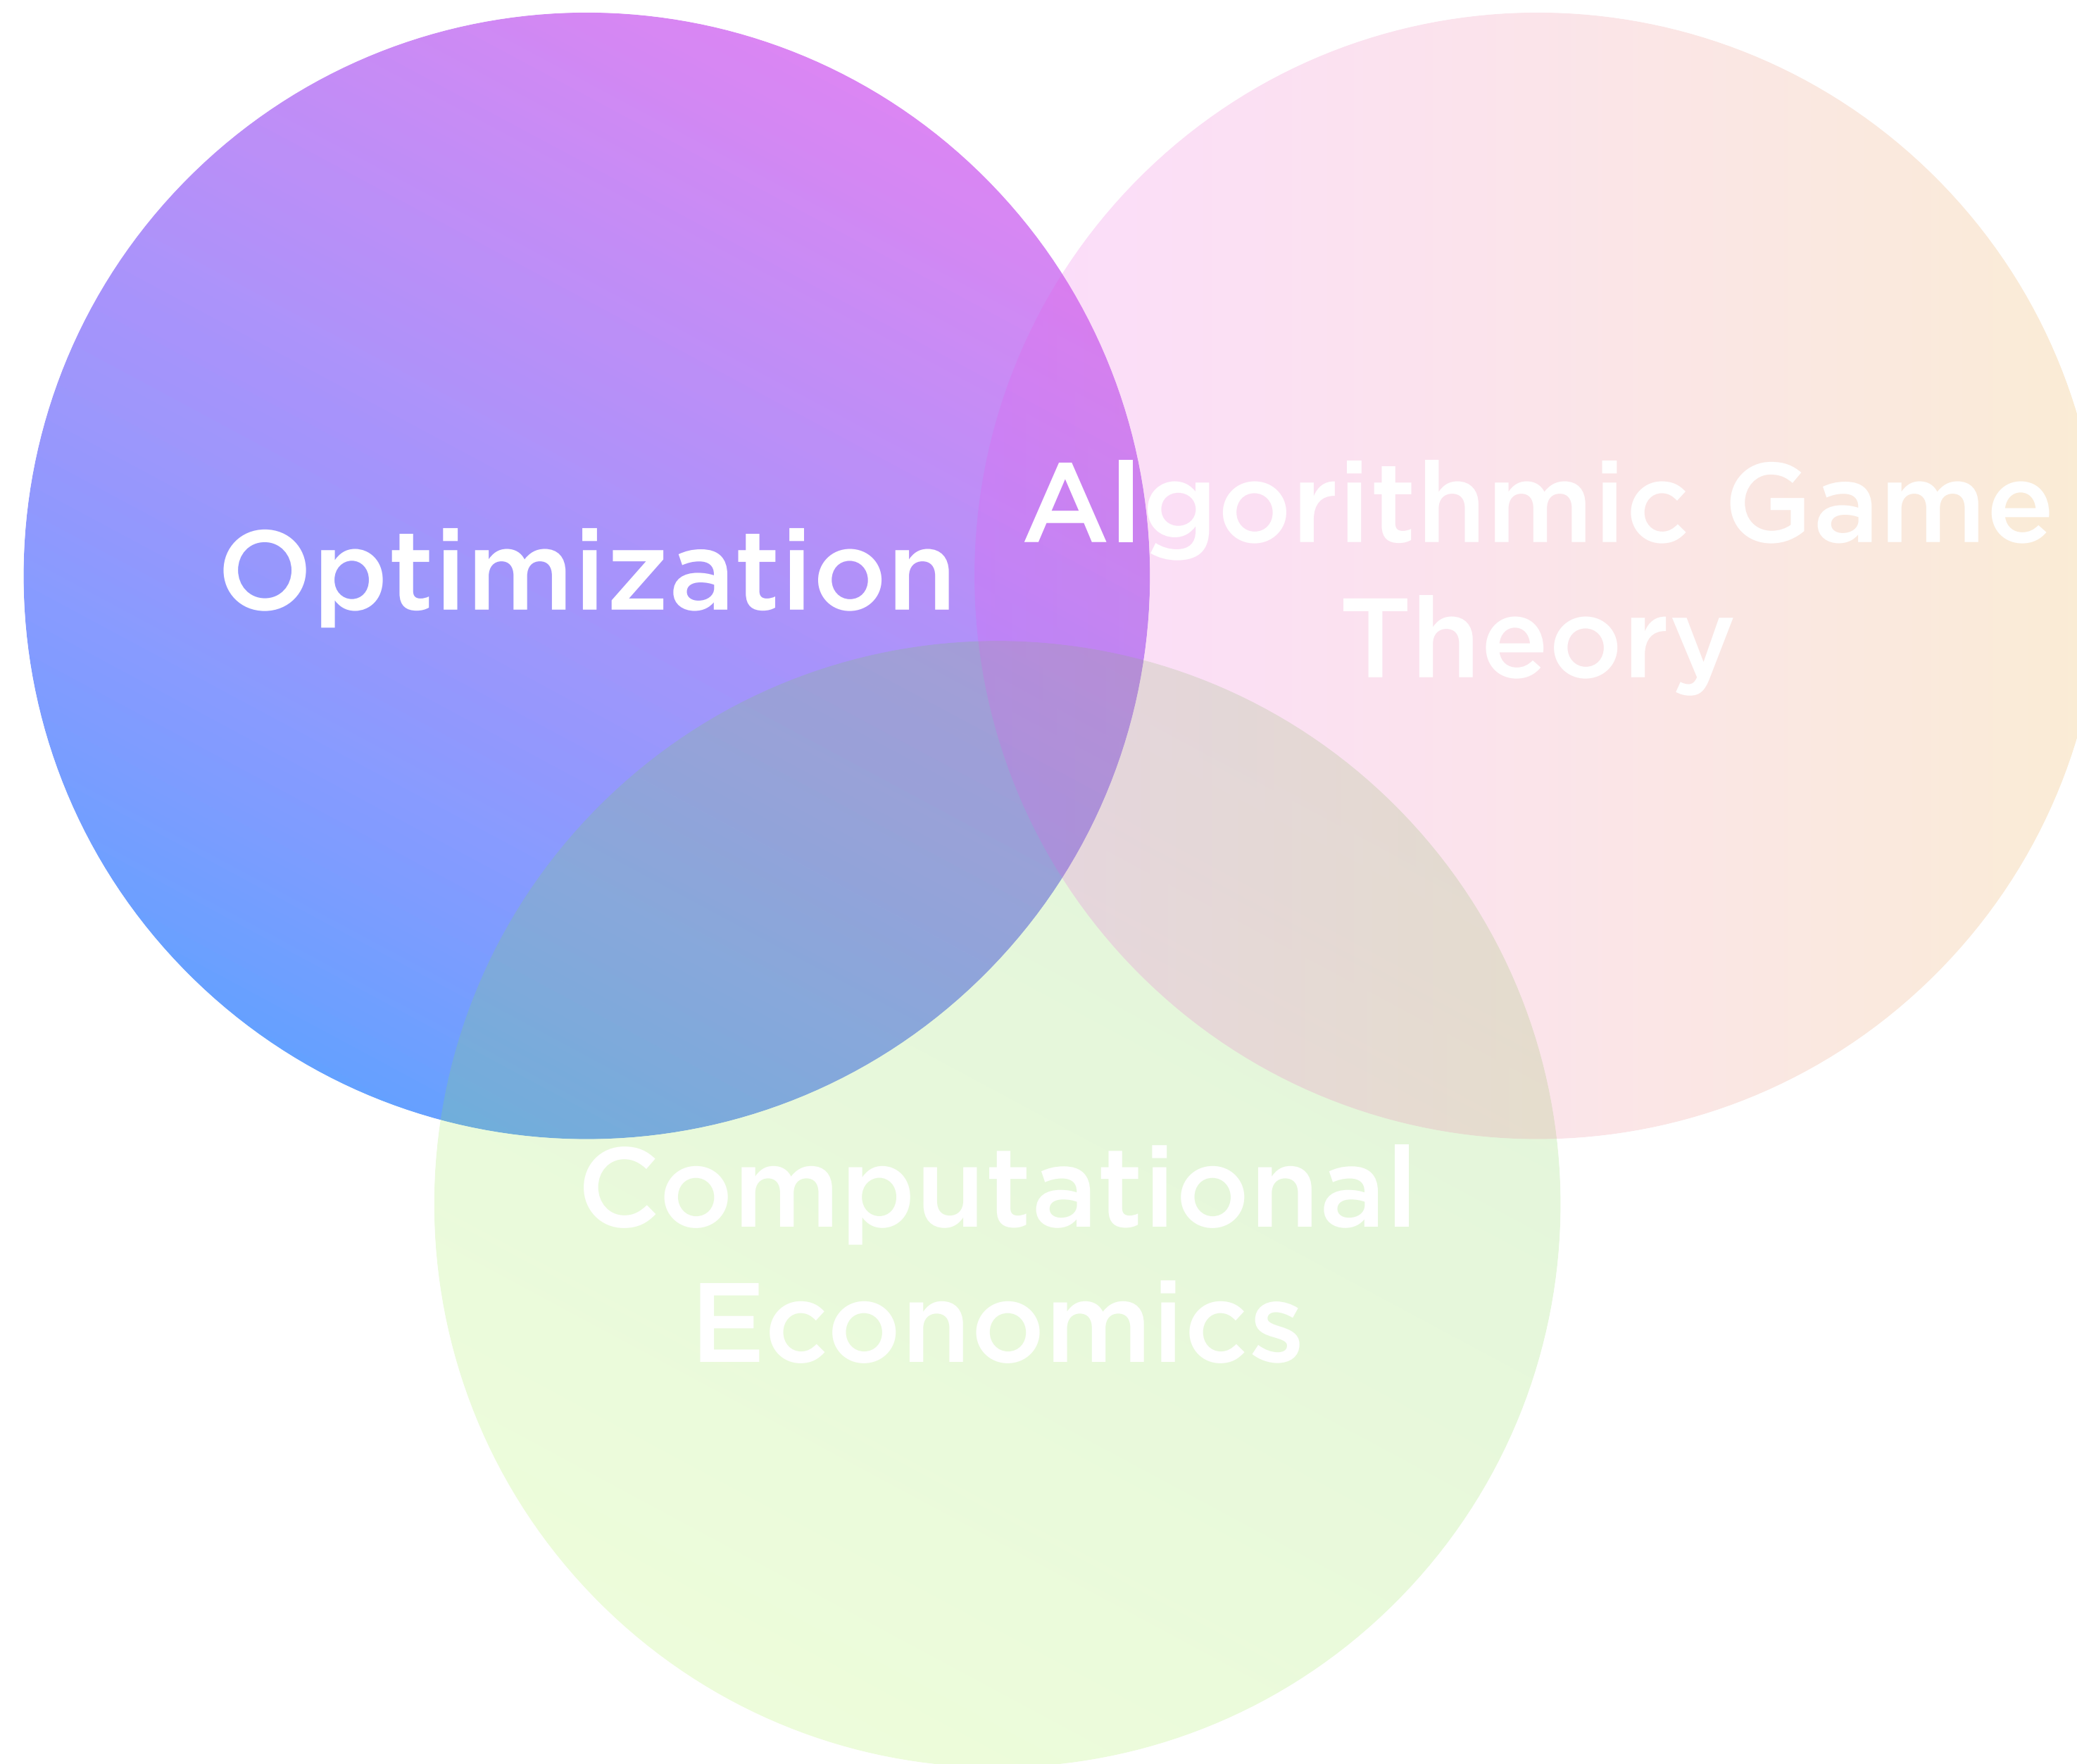 Optimization
Algorithmic Game
Theory
Computational
Economics